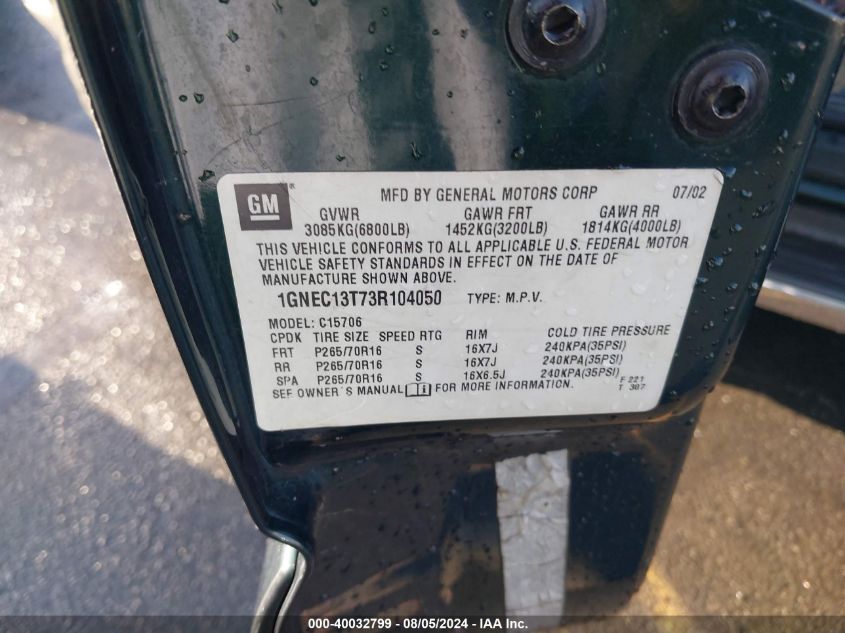 GM
MFD BY GENERAL MOTORS CORP 07/02
GVWR GAWR FRT GAWR RR
3085KG(6800LB) 1452KG(3200LB) 1814KG(4000LB)
THIS VEHICLE CONFORMS TO ALL APPLICABLE U.S. FEDERAL MOTOR
VEHICLE SAFETY STANDARDS IN EFFECT ON THE DATE OF
MANUFACTURE SHOWN ABOVE.
1GNEC13T73R104050 TYPE: M.P.V.
MODEL: C15706
CPDK TIRE SIZE SPEED RTG RIM COLD TIRE PRESSURE
FRT P265/70R16 S 16X7J 240KPA(35PSI)
RR P265/70R16 S 16X7J 240KPA(35PSI)
SPA P265/70R16 S 16X6.5J 240KPA(35PSI)
SEE OWNER'S MANUAL FOR MORE INFORMATION.
F 221
T 307
000-40032799 - 08/05/2024 - IAA Inc.